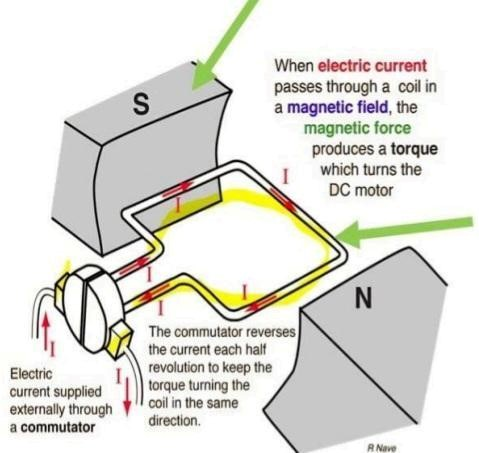 S
When electric current
passes through a coil in
a magnetic field, the
magnetic force
produces a torque
which turns the
DC motor
I
I
I
I
I
N
I
I
The commutator reverses
the current each half
revolution to keep the
torque turning the
coil in the same
direction.
Electric
current supplied
externally through
a commutator
R Nave